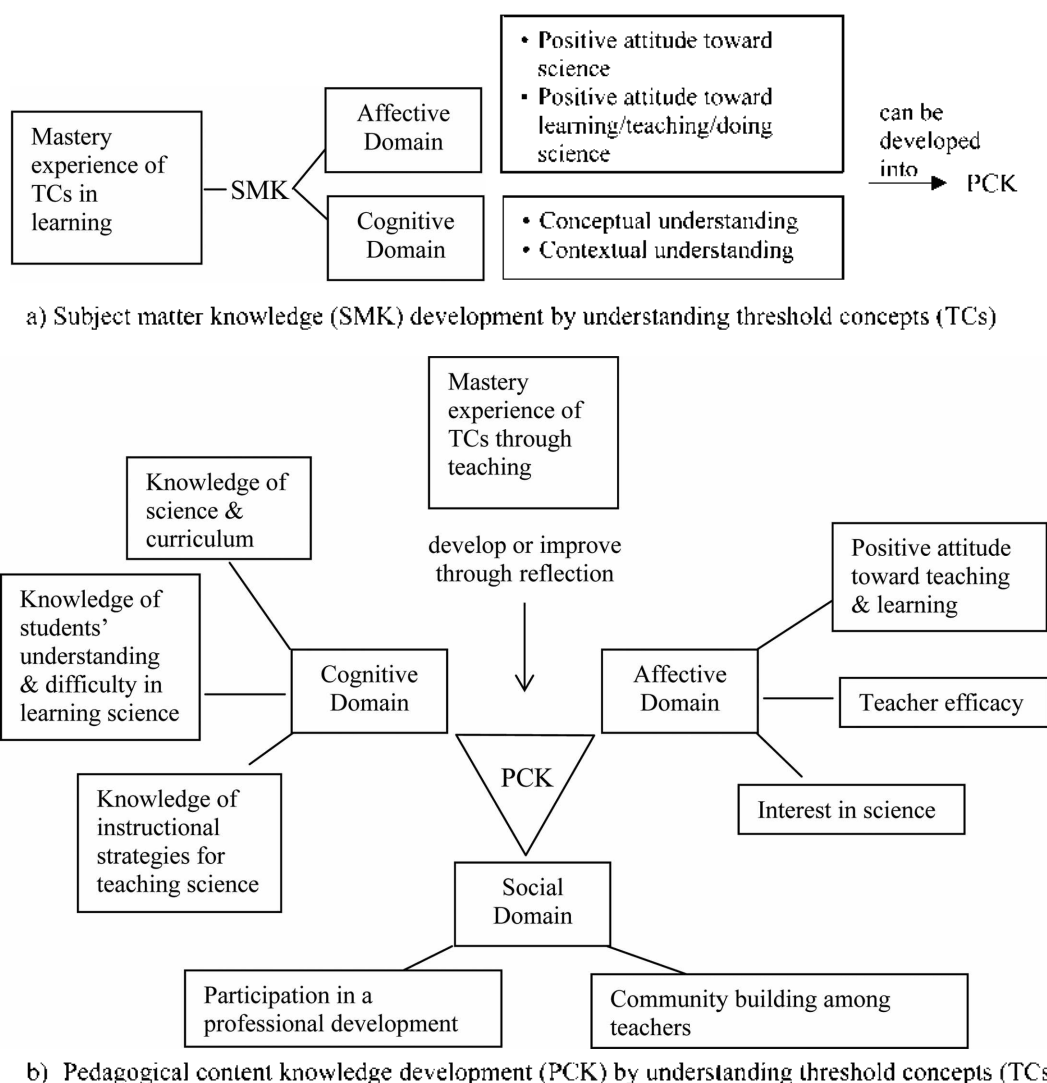 Mastery
experience of
TCs in
learning
SMK
Affective
Domain
Cognitive
Domain
• Positive attitude toward
science
▪ Positive attitude toward
learning/teaching/doing
science
• Conceptual understanding
• Contextual understanding
can be
developed
into
PCK
a) Subject matter knowledge (SMK) development by understanding threshold concepts (TCs)
Mastery
experience of
TCs through
teaching
develop or improve
through reflection
Knowledge of
science &
curriculum
Knowledge of
students’
understanding
& difficulty in
learning science
Knowledge of
instructional
strategies for
teaching science
Cognitive
Domain
PCK
Affective
Domain
Positive attitude
toward teaching
& learning
Teacher efficacy
Interest in science
Social
Domain
Participation in a
professional development
Community building among
teachers
b) Pedagogical content knowledge development (PCK) by understanding threshold concepts (TCs